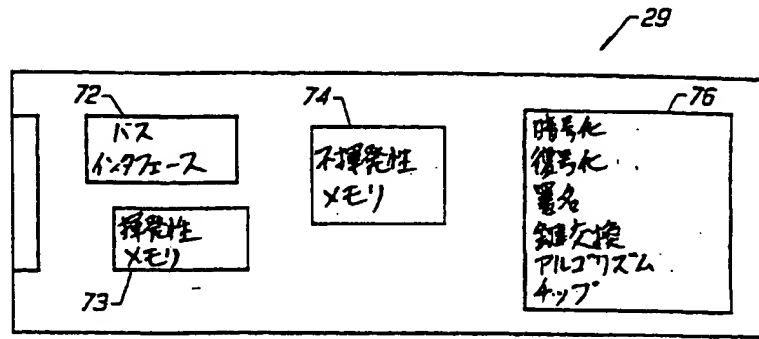 29
72
バス
インタフェース
揮発性
メモリ
73
74
不揮発性
メモリ
76
暗号化
復号化
署名
鍵交換
アルゴリズム
チップ